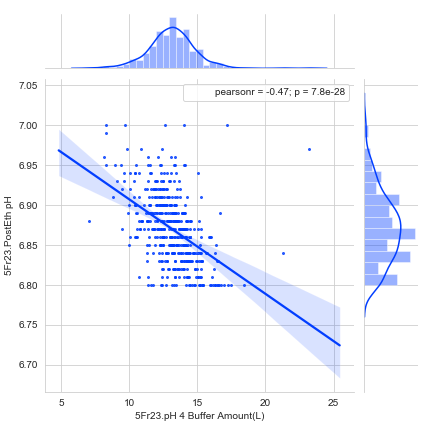 pearsonr = -0.47; p = 7.8e-28
7.05
7.00
6.95
6.90
6.85
6.80
6.75
6.70
5Fr23.PostEth pH
5 10 15 20 25
5Fr23.pH 4 Buffer Amount(L)